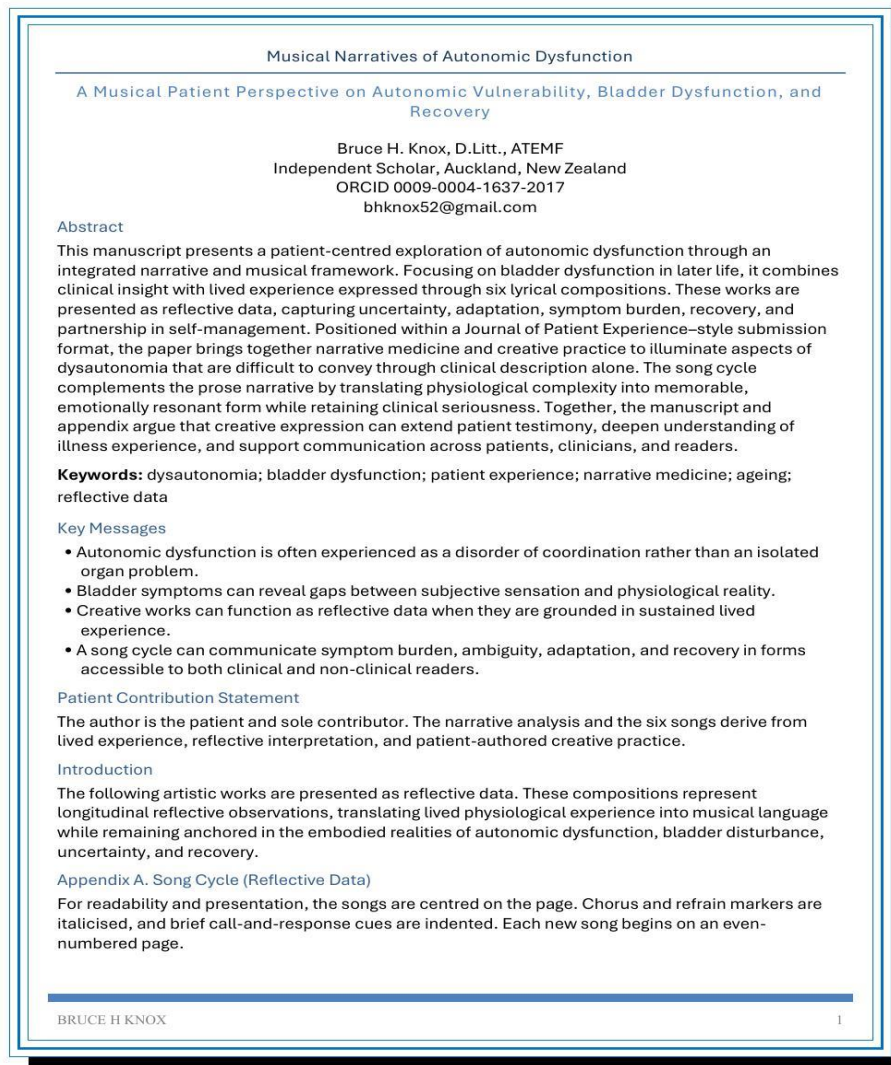 Musical Narratives of Autonomic Dysfunction
A Musical Patient Perspective on Autonomic Vulnerability, Bladder Dysfunction, and
Recovery
Bruce H. Knox, D.Litt., ATEMF
Independent Scholar, Auckland, New Zealand
ORCID 0009-0004-1637-2017
bhknox52@gmail.com
Abstract
This manuscript presents a patient-centred exploration of autonomic dysfunction through an
integrated narrative and musical framework. Focusing on bladder dysfunction in later life, it combines
clinical insight with lived experience expressed through six lyrical compositions. These works are
presented as reflective data, capturing uncertainty, adaptation, symptom burden, recovery, and
partnership in self-management. Positioned within a Journal of Patient Experience–style submission
format, the paper brings together narrative medicine and creative practice to illuminate aspects of
dysautonomia that are difficult to convey through clinical description alone. The song cycle
complements the prose narrative by translating physiological complexity into memorable,
emotionally resonant form while retaining clinical seriousness. Together, the manuscript and
appendix argue that creative expression can extend patient testimony, deepen understanding of
illness experience, and support communication across patients, clinicians, and readers.
Keywords: dysautonomia; bladder dysfunction; patient experience; narrative medicine; ageing;
reflective data
Key Messages
• Autonomic dysfunction is often experienced as a disorder of coordination rather than an isolated
organ problem.
• Bladder symptoms can reveal gaps between subjective sensation and physiological reality.
• Creative works can function as reflective data when they are grounded in sustained lived
experience.
• A song cycle can communicate symptom burden, ambiguity, adaptation, and recovery in forms
accessible to both clinical and non-clinical readers.
Patient Contribution Statement
The author is the patient and sole contributor. The narrative analysis and the six songs derive from
lived experience, reflective interpretation, and patient-authored creative practice.
Introduction
The following artistic works are presented as reflective data. These compositions represent
longitudinal reflective observations, translating lived physiological experience into musical language
while remaining anchored in the embodied realities of autonomic dysfunction, bladder disturbance,
uncertainty, and recovery.
Appendix A. Song Cycle (Reflective Data)
For readability and presentation, the songs are centred on the page. Chorus and refrain markers are
italicised, and brief call-and-response cues are indented. Each new song begins on an even-
numbered page.
BRUCE H KNOX 1